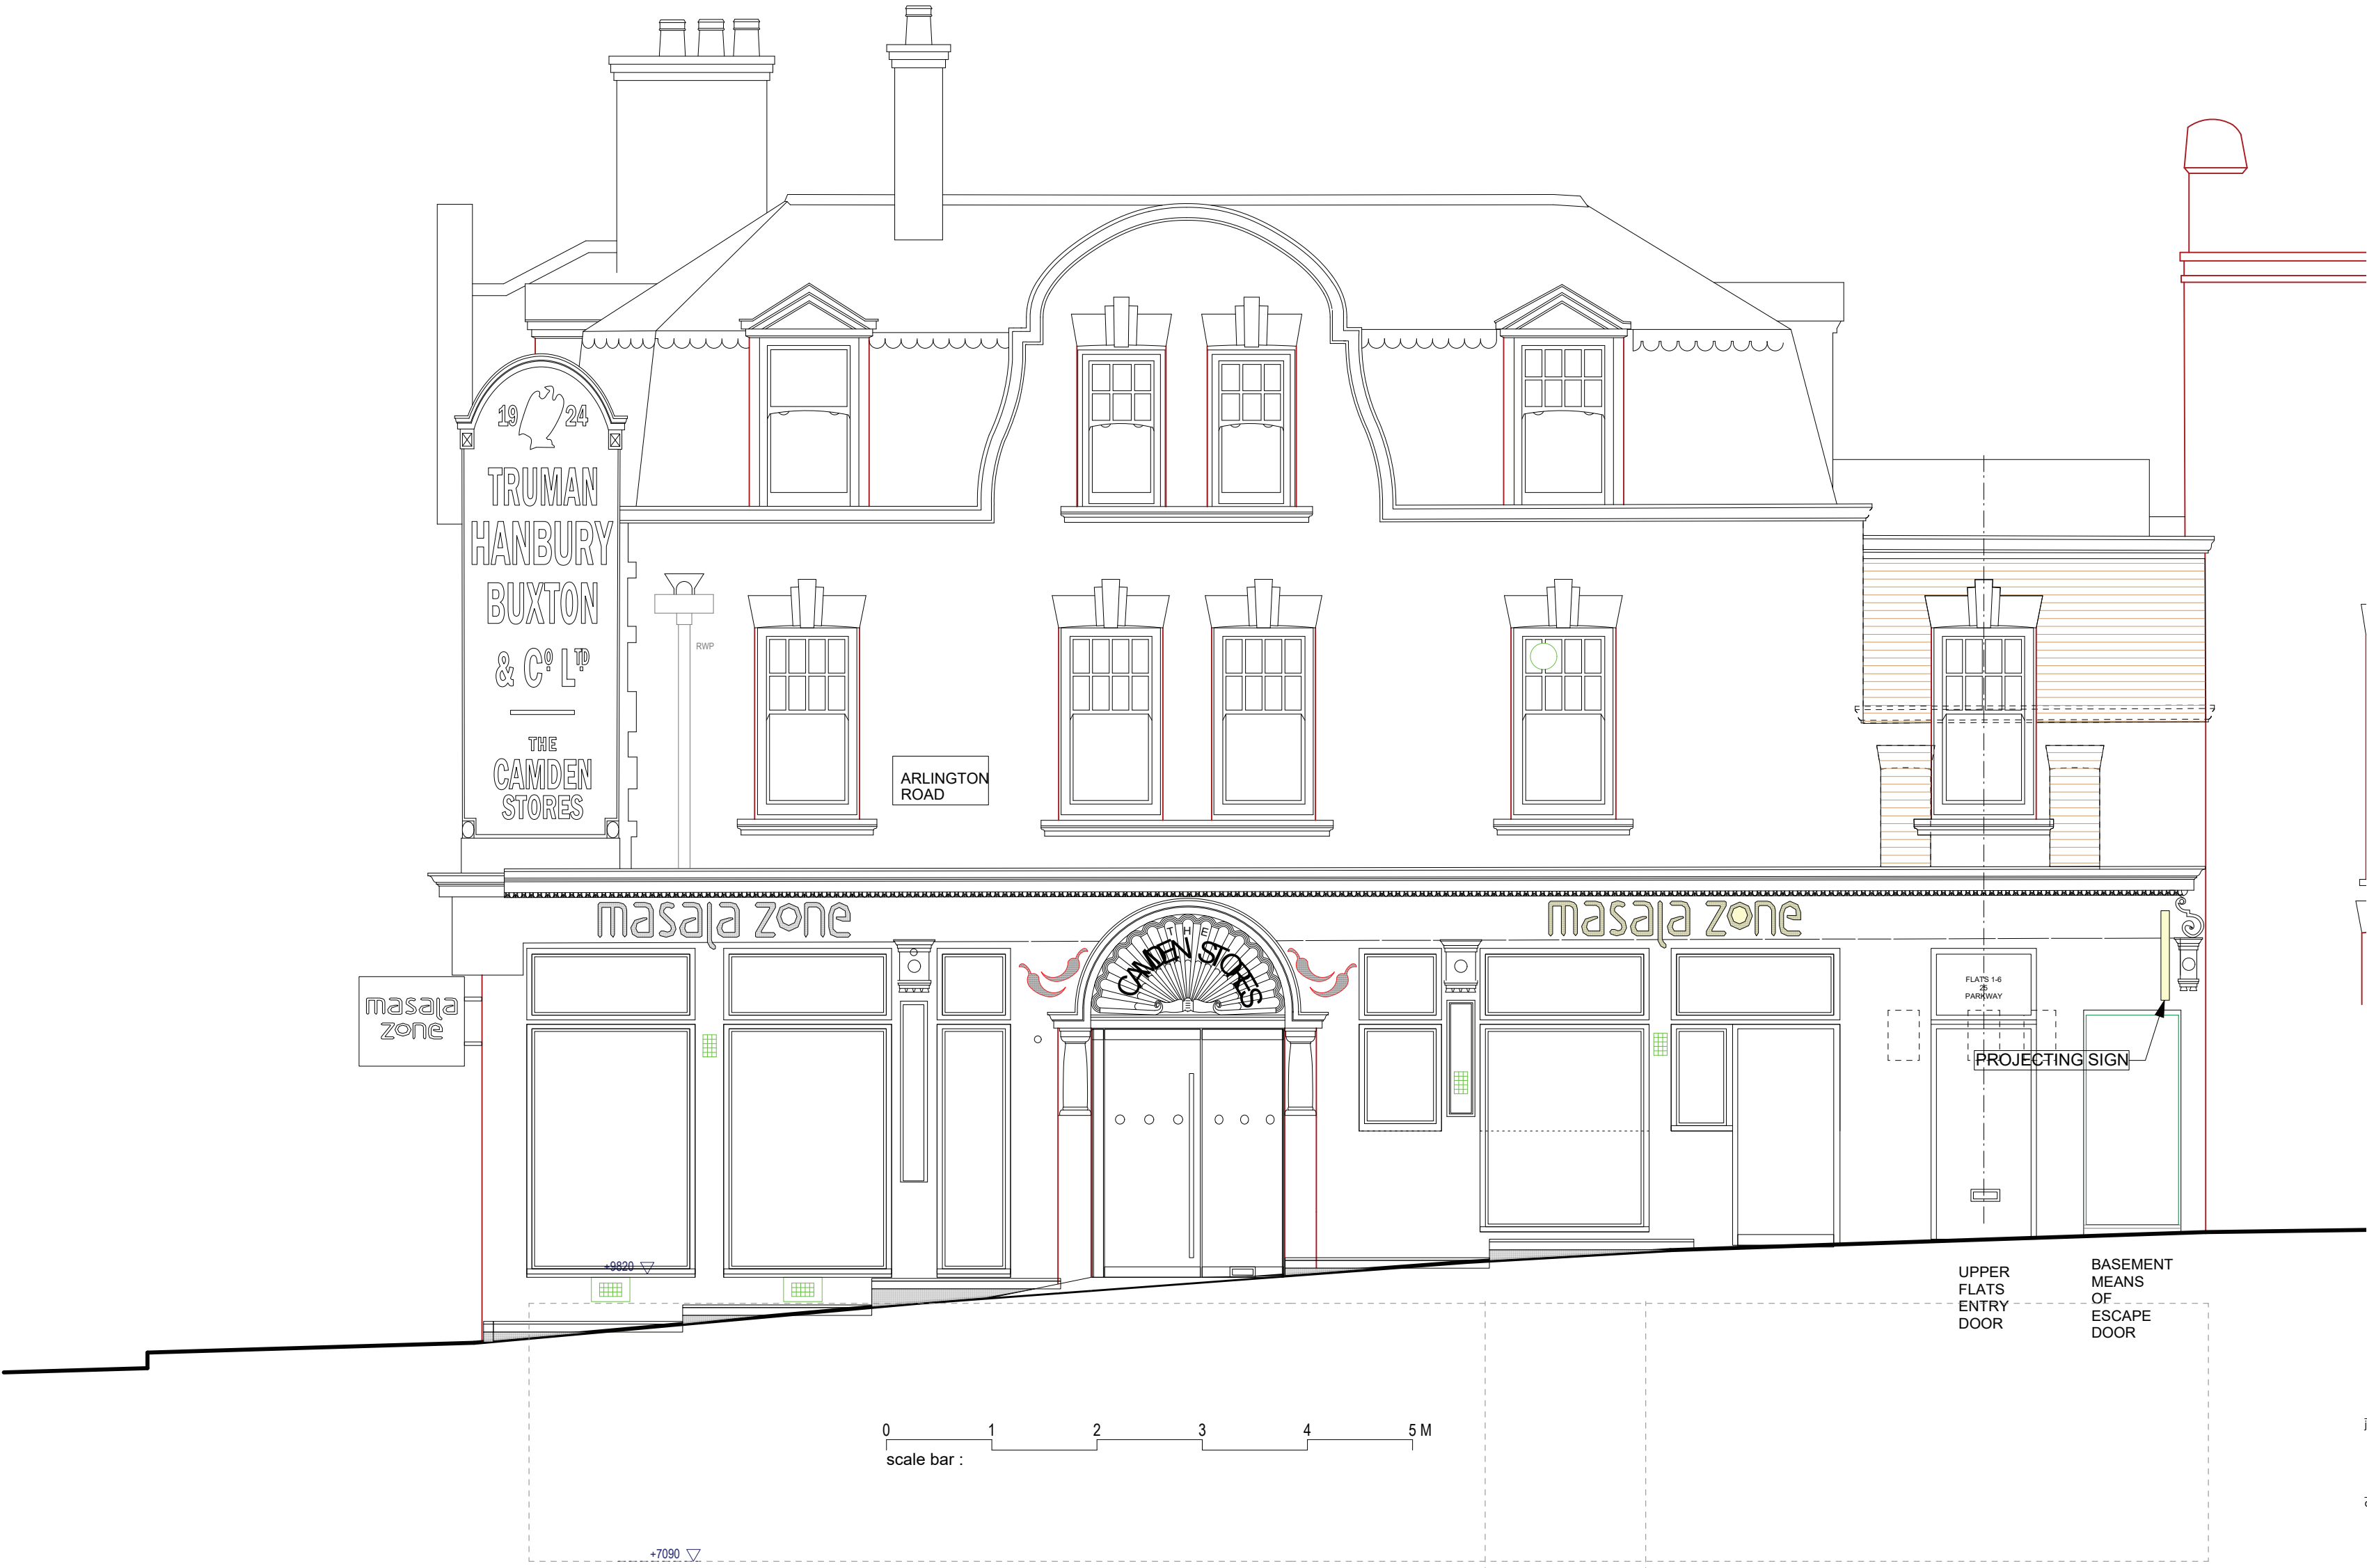 19 24
TRUMAN
HANBURY
BUXTON
& Cº Lᵀᴰ
THE
CAMDEN
STORES
RWP
ARLINGTON
ROAD
masala zone
masala zone
THE
CAMDEN STORES
masala
zone
FLATS 1-6
25
PARKWAY
PROJECTING SIGN
+9820
UPPER
FLATS
ENTRY
DOOR
BASEMENT
MEANS
OF
ESCAPE
DOOR
0 1 2 3 4 5 M
scale bar :
+7090